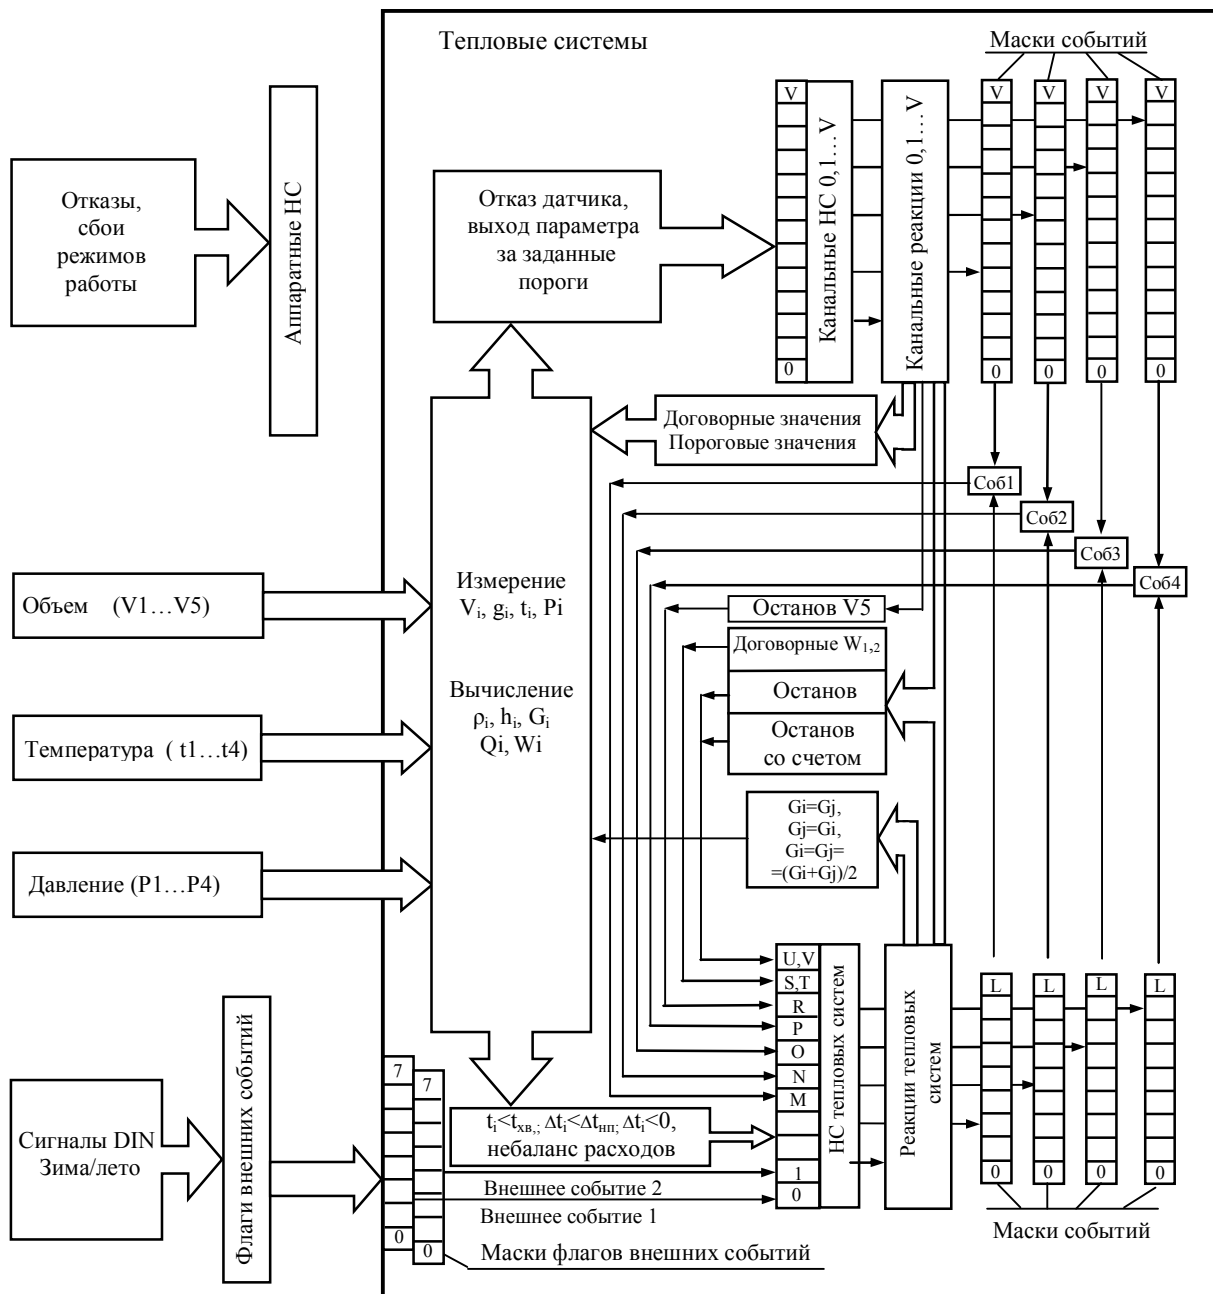 Тепловые системы
Маски событий
V
V
V
V
V
Отказы,
сбои
режимов
работы
Аппаратные НС
Отказ датчика,
выход параметра
за заданные
пороги
Канальные НС 0,1…V
Канальные реакции 0,1…V
0
0
0
0
0
Договорные значения
Пороговые значения
Соб1
Соб2
Соб3
Соб4
Объем (V1…V5)
Измерение
Vi, gi, ti, Pi
Вычисление
ρi, hi, Gi
Qi, Wi
Останов V5
Договорные W1,2
Останов
Останов
со счетом
Температура ( t1…t4)
Gi=Gj,
Gj=Gi,
Gi=Gj=
=(Gi+Gj)/2
Давление (P1…P4)
U,V
S,T
R
P
O
N
M
1
0
НС тепловых систем
Реакции тепловых
систем
L
L
L
L
0
0
0
0
Маски событий
Сигналы DIN
Зима/лето
Флаги внешних событий
7
7
0
0
ti<tхв,; Δti<Δtнп; Δti<0,
небаланс расходов
Внешнее событие 2
Внешнее событие 1
Маски флагов внешних событий